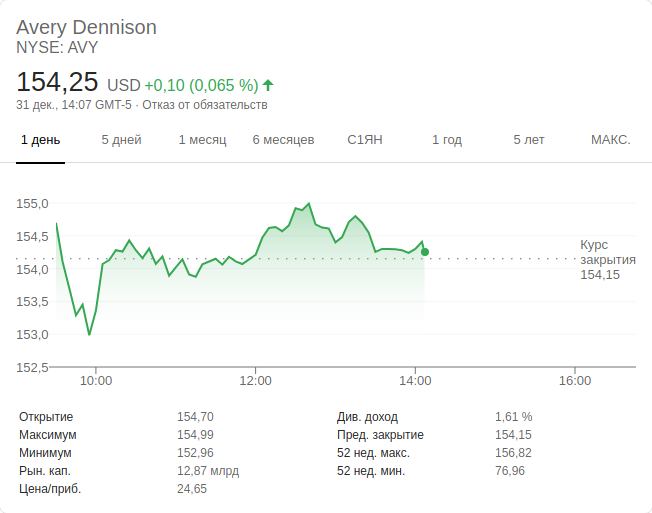 Avery Dennison
NYSE: AVY
154,25 USD +0,10 (0,065 %)
31 дек., 14:07 GMT-5 · Отказ от обязательств
1 день 5 дней 1 месяц 6 месяцев С1ЯН 1 год 5 лет МАКС.
155,0
154,5
154,0
153,5
153,0
152,5
Курс
закрытия
154,15
10:00 12:00 14:00 16:00
Открытие 154,70 Див. доход 1,61 %
Максимум 154,99 Пред. закрытие 154,15
Минимум 152,96 52 нед. макс. 156,82
Рын. кап. 12,87 млрд 52 нед. мин. 76,96
Цена/приб. 24,65